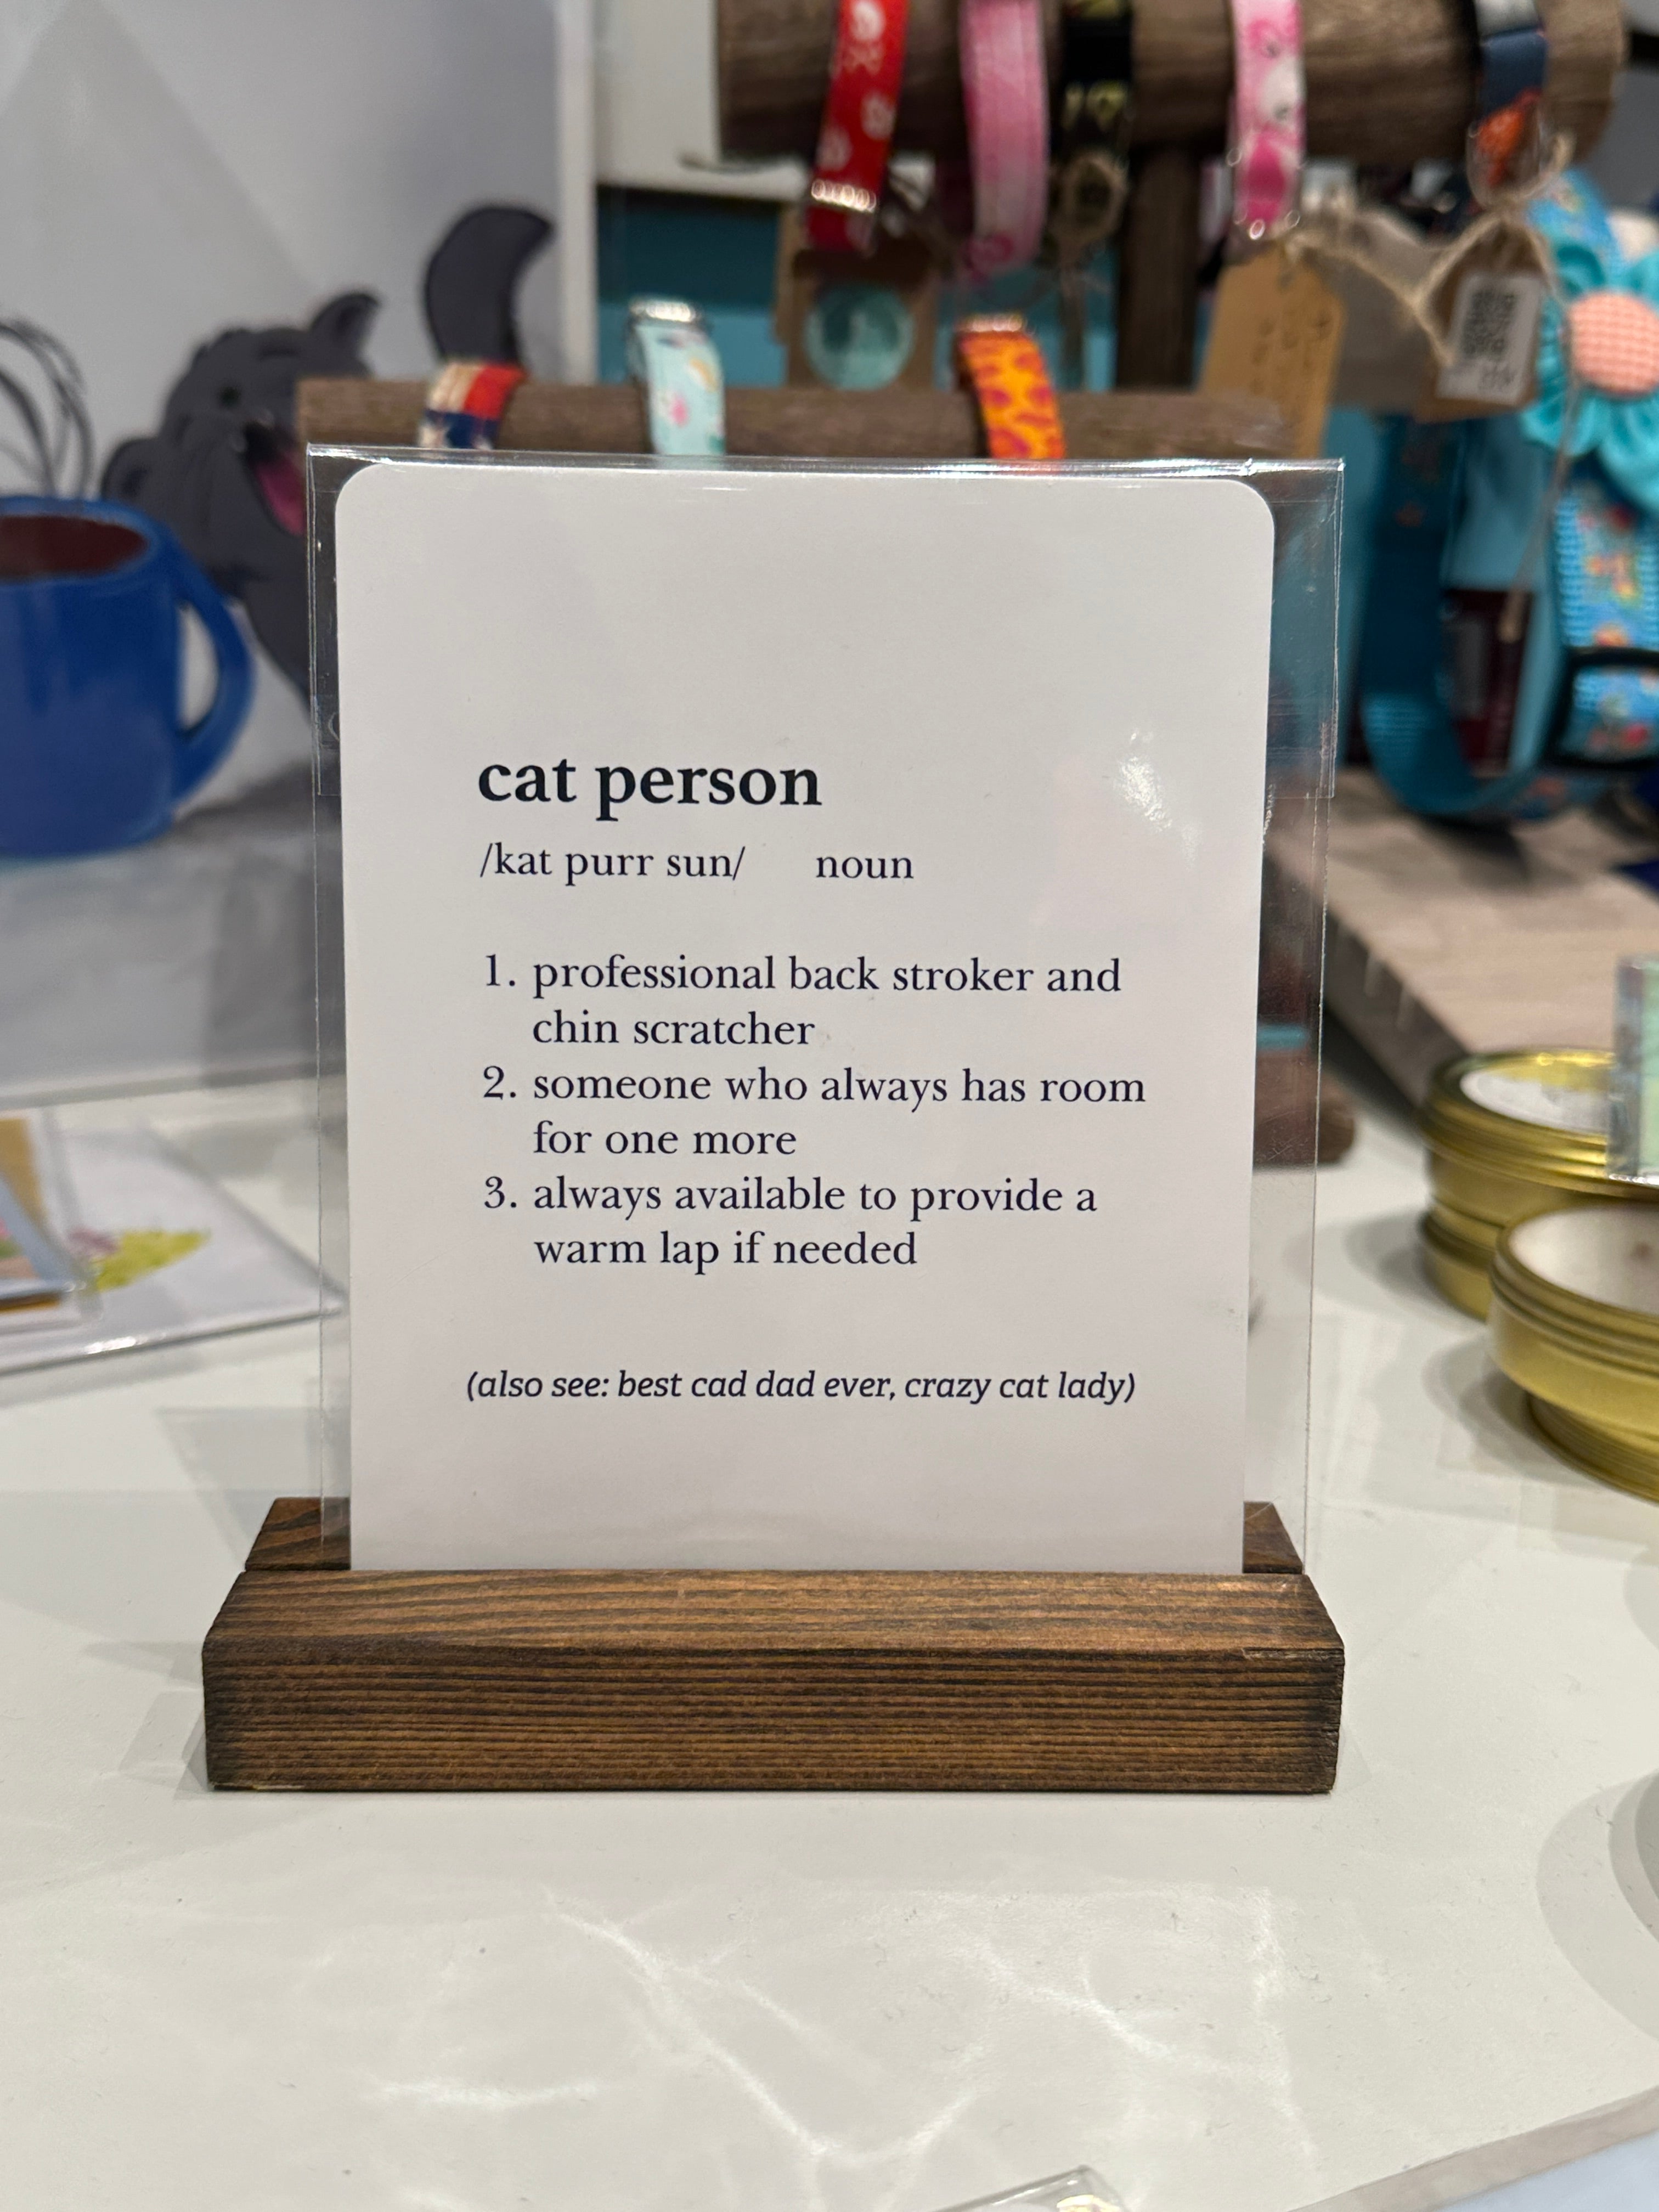 cat person
/kat purr sun/ noun
1. professional back stroker and
chin scratcher
2. someone who always has room
for one more
3. always available to provide a
warm lap if needed
(also see: best cad dad ever, crazy cat lady)